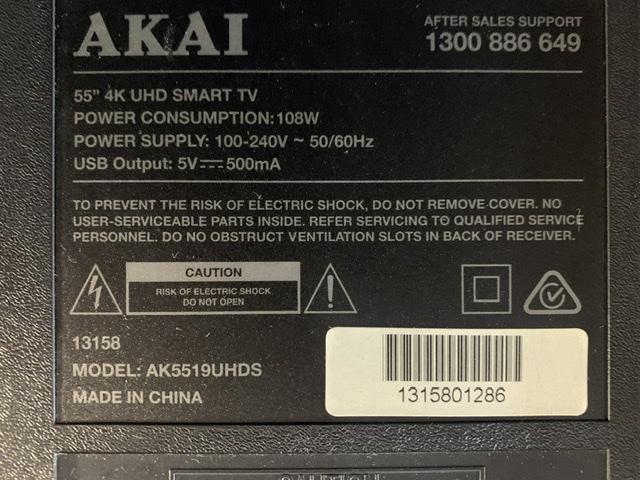 AKAI
AFTER SALES SUPPORT
1300 886 649
55" 4K UHD SMART TV
POWER CONSUMPTION:108W
POWER SUPPLY: 100-240V ~ 50/60Hz
USB Output: 5V⎓500mA
TO PREVENT THE RISK OF ELECTRIC SHOCK, DO NOT REMOVE COVER. NO
USER-SERVICEABLE PARTS INSIDE. REFER SERVICING TO QUALIFIED SERVICE
PERSONNEL. DO NO OBSTRUCT VENTILATION SLOTS IN BACK OF RECEIVER.
CAUTION
RISK OF ELECTRIC SHOCK
DO NOT OPEN
13158
MODEL: AK5519UHDS
MADE IN CHINA
1315801286